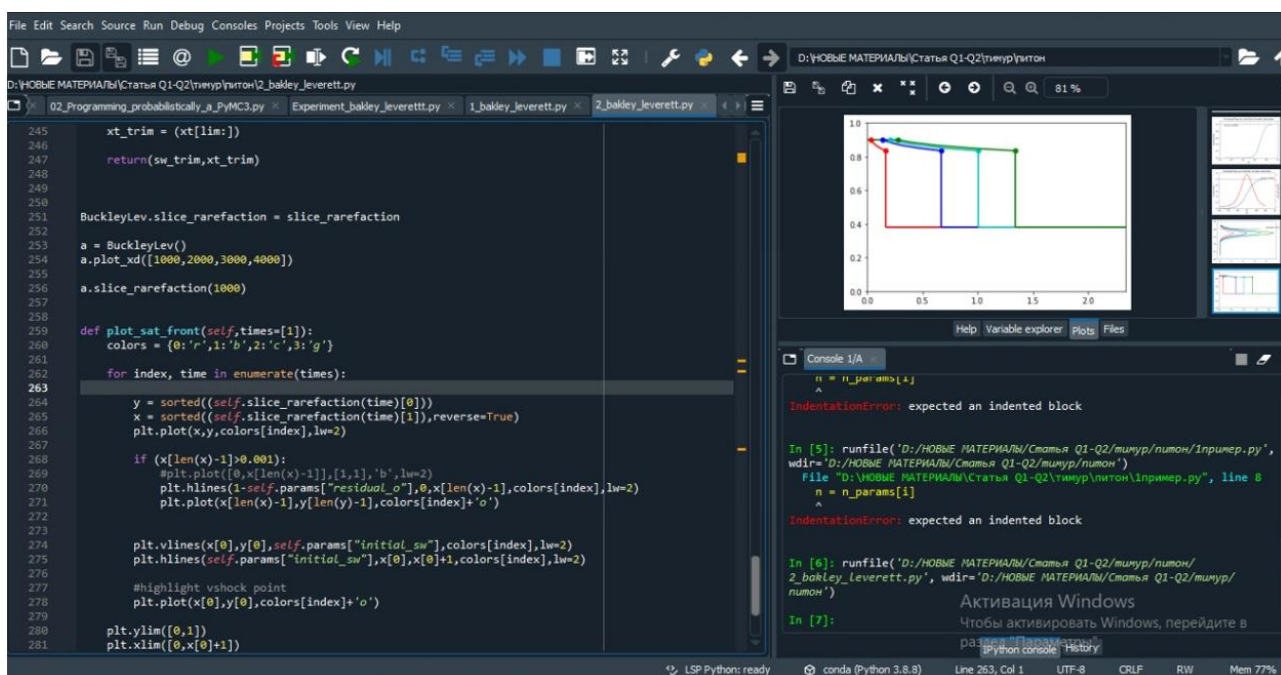 File Edit Search Source Run Debug Consoles Projects Tools View Help
D:\НОВЫЕ МАТЕРИАЛЫ\Статья Q1-Q2\тимур\питон
D:\НОВЫЕ МАТЕРИАЛЫ\Статья Q1-Q2\тимур\питон\2_bakley_leverett.py
02_Programming_probabilistically_a_PyMC3.py Experiment_bakley_leverettt.py 1_bakley_leverett.py 2_bakley_leverett.py
245 xt_trim = (xt[lim:])
246
247 return(sw_trim,xt_trim)
248
249
250
251 BuckleyLev.slice_rarefaction = slice_rarefaction
252
253 a = BuckleyLev()
254 a.plot_xd([1000,2000,3000,4000])
255
256 a.slice_rarefaction(1000)
257
258
259 def plot_sat_front(self,times=[1]):
260 colors = {0:'r',1:'b',2:'c',3:'g'}
261
262 for index, time in enumerate(times):
263
264 y = sorted((self.slice_rarefaction(time)[0]))
265 x = sorted((self.slice_rarefaction(time)[1]),reverse=True)
266 plt.plot(x,y,colors[index],lw=2)
267
268 if (x[len(x)-1]>0.001):
269 #plt.plot([0,x[len(x)-1]],[1,1],'b',lw=2)
270 plt.hlines(1-self.params["residual_o"],0,x[len(x)-1],colors[index],lw=2)
271 plt.plot(x[len(x)-1],y[len(y)-1],colors[index]+'o')
272
273
274 plt.vlines(x[0],y[0],self.params["initial_sw"],colors[index],lw=2)
275 plt.hlines(self.params["initial_sw"],x[0],x[0]+1,colors[index],lw=2)
276
277 #highlight vshock point
278 plt.plot(x[0],y[0],colors[index]+'o')
279
280 plt.ylim([0,1])
281 plt.xlim([0,x[0]+1])
81 %
1.0
0.8
0.6
0.4
0.2
0.0
0.0 0.5 1.0 1.5 2.0
Help Variable explorer Plots Files
Console 1/A
n = n_params[i]
^
IndentationError: expected an indented block
In [5]: runfile('D:/НОВЫЕ МАТЕРИАЛЫ/Статья Q1-Q2/тимур/питон/1пример.py',
wdir='D:/НОВЫЕ МАТЕРИАЛЫ/Статья Q1-Q2/тимур/питон')
File "D:\НОВЫЕ МАТЕРИАЛЫ\Статья Q1-Q2\тимур\питон\1пример.py", line 8
n = n_params[i]
^
IndentationError: expected an indented block
In [6]: runfile('D:/НОВЫЕ МАТЕРИАЛЫ/Статья Q1-Q2/тимур/питон/
2_bakley_leverett.py', wdir='D:/НОВЫЕ МАТЕРИАЛЫ/Статья Q1-Q2/тимур/
питон')
In [7]:
Активация Windows
Чтобы активировать Windows, перейдите в
раздел "Параметры".
IPython console History
LSP Python: ready conda (Python 3.8.8) Line 263, Col 1 UTF-8 CRLF RW Mem 77%